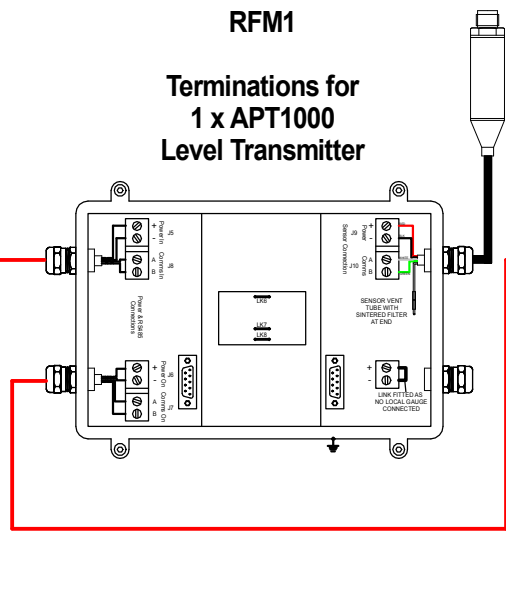 RFM1
Terminations for
1 x APT1000
Level Transmitter
+
-
J5
Power In
A
B
J8
Comms In
Power & RS485
Connections
+
-
J6
Power On
A
B
J7
Comms On
LK6
LK7
LK8
Sensor Connection
J9
Power
+
-
J10
Comms
A
B
SENSOR VENT
TUBE WITH
SINTERED FILTER
AT END
+
-
LINK FITTED AS
NO LOCAL GAUGE
CONNECTED